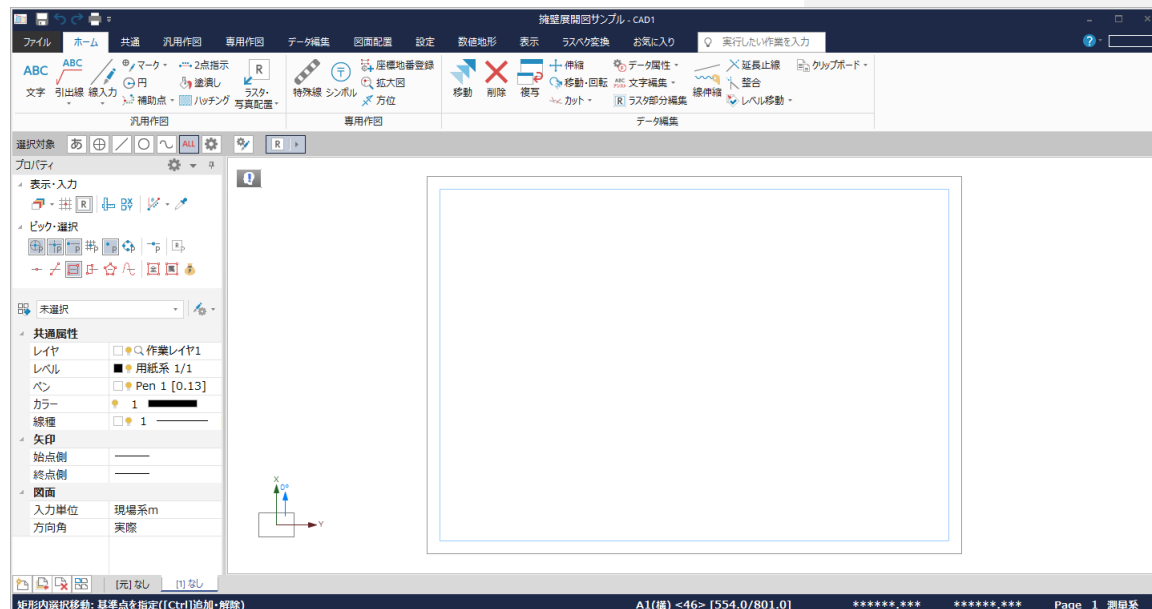 擁壁展開図サンプル - CAD1
ファイル ホーム 共通 汎用作図 専用作図 データ編集 図面配置 設定 数値地形 表示 ラスベク変換 お気に入り 実行したい作業を入力
ABC 文字
ABC 引出線
線入力
マーク
円
補助点
2点指示
塗潰し
ハッチング
R ラスタ・写真配置
汎用作図
特殊線
シンボル
座標地番登録
拡大図
方位
専用作図
移動
削除
複写
伸縮
移動・回転
カット
データ属性
ABC 文字編集
R ラスタ部分編集
線伸縮
延長止線
整合
レベル移動
クリップボード
データ編集
選択対象 あ ALL R
プロパティ
表示・入力
R DX DY
ピック・選択
P P P P P P R P
全
未選択
共通属性
レイヤ 作業レイヤ1
レベル 用紙系 1/1
ペン Pen 1 [0.13]
カラー 1
線種 1
矢印
始点側
終点側
図面
入力単位 現場系m
方向角 実際
X 0°
Y
[元] なし [1] なし
矩形内選択移動: 基準点を指定([Ctrl]追加・解除) A1(横) <46> [554.0/801.0] ******.*** ******.*** Page 1 測量系